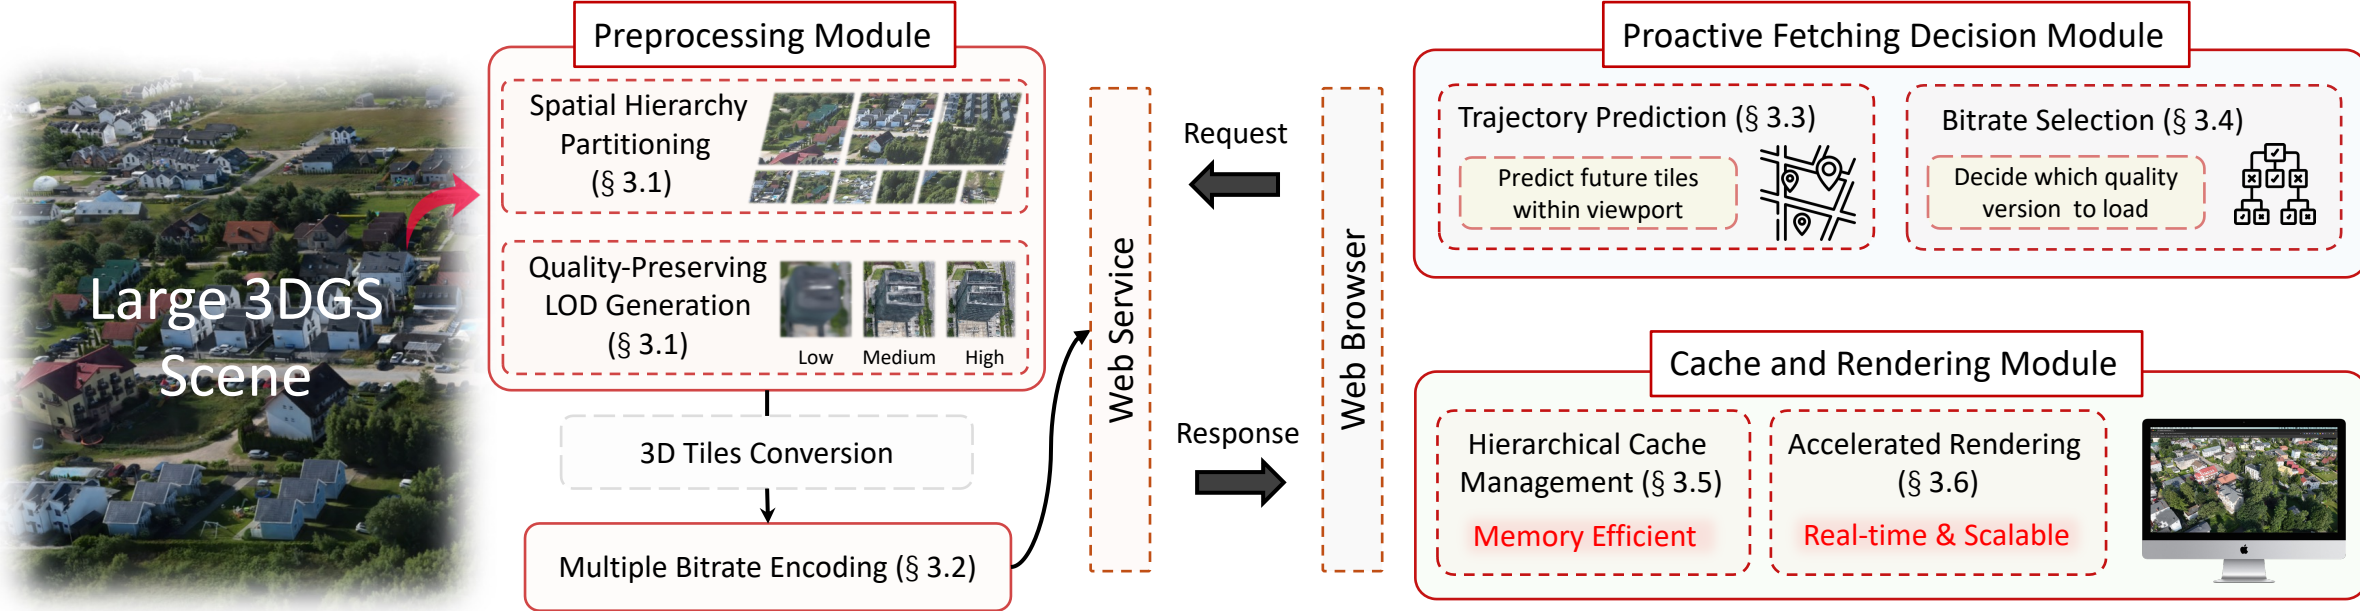 Large 3DGS
Scene
Preprocessing Module
Spatial Hierarchy
Partitioning
(§ 3.1)
Quality-Preserving
LOD Generation
(§ 3.1)
Low
Medium
High
3D Tiles Conversion
Multiple Bitrate Encoding (§ 3.2)
Web Service
Request
Response
Web Browser
Proactive Fetching Decision Module
Trajectory Prediction (§ 3.3)
Predict future tiles
within viewport
Bitrate Selection (§ 3.4)
Decide which quality
version to load
Cache and Rendering Module
Hierarchical Cache
Management (§ 3.5)
Memory Efficient
Accelerated Rendering
(§ 3.6)
Real-time & Scalable